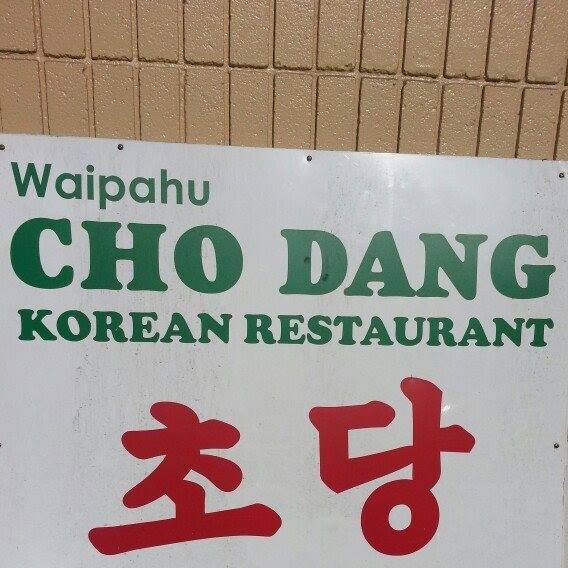 Waipahu
CHO DANG
KOREAN RESTAURANT
초당